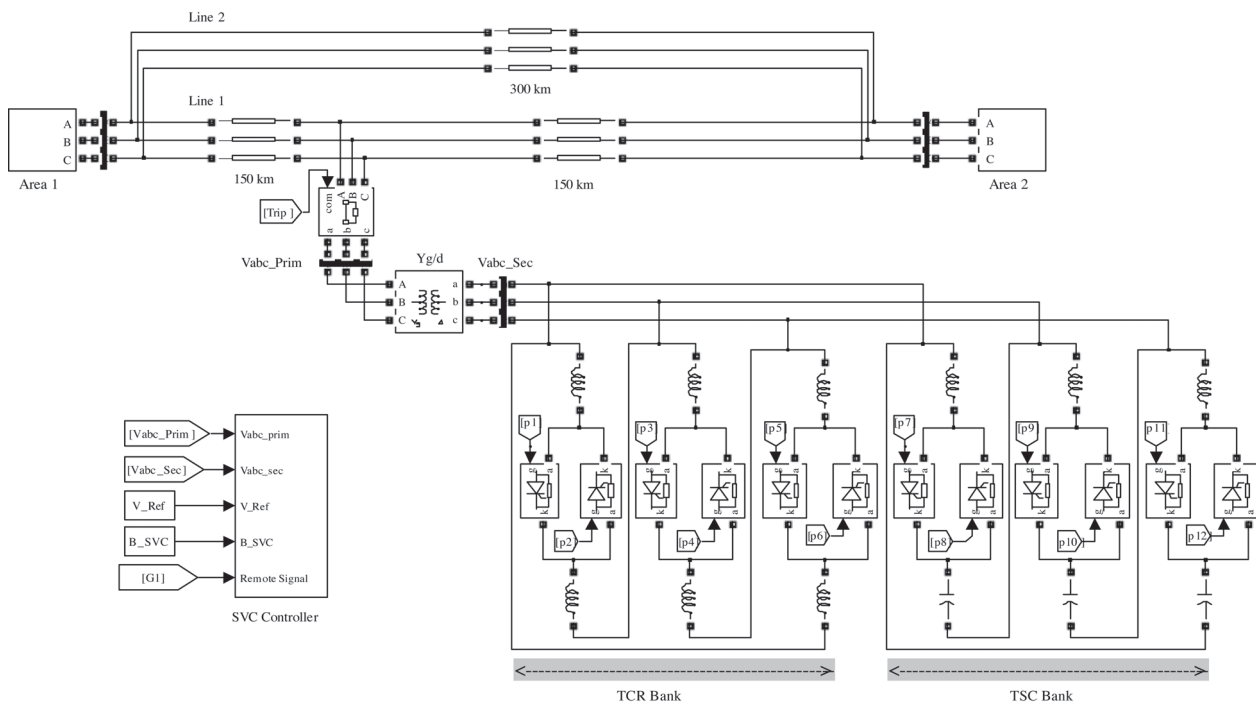 Line 2
300 km
Line 1
A
B
C
A
B
C
Area 1
150 km
150 km
Area 2
[Trip ]
com
A
B
C
a
b
c
Vabc_Prim
Yg/d
Vabc_Sec
A
B
C
a
b
c
[p1]
[p3]
[p5]
[p7]
[p9]
p11]
g
a
k
k
g
a
g
a
k
k
g
a
g
a
k
k
g
a
g
a
k
k
g
a
g
a
k
k
g
a
g
a
k
k
g
a
[p2]
[p4]
[p6]
[p8]
p10]
p12]
[Vabc_Prim ]
Vabc_prim
[Vabc_Sec]
Vabc_sec
V_Ref
V_Ref
B_SVC
B_SVC
[G1]
Remote Signal
SVC Controller
TCR Bank
TSC Bank